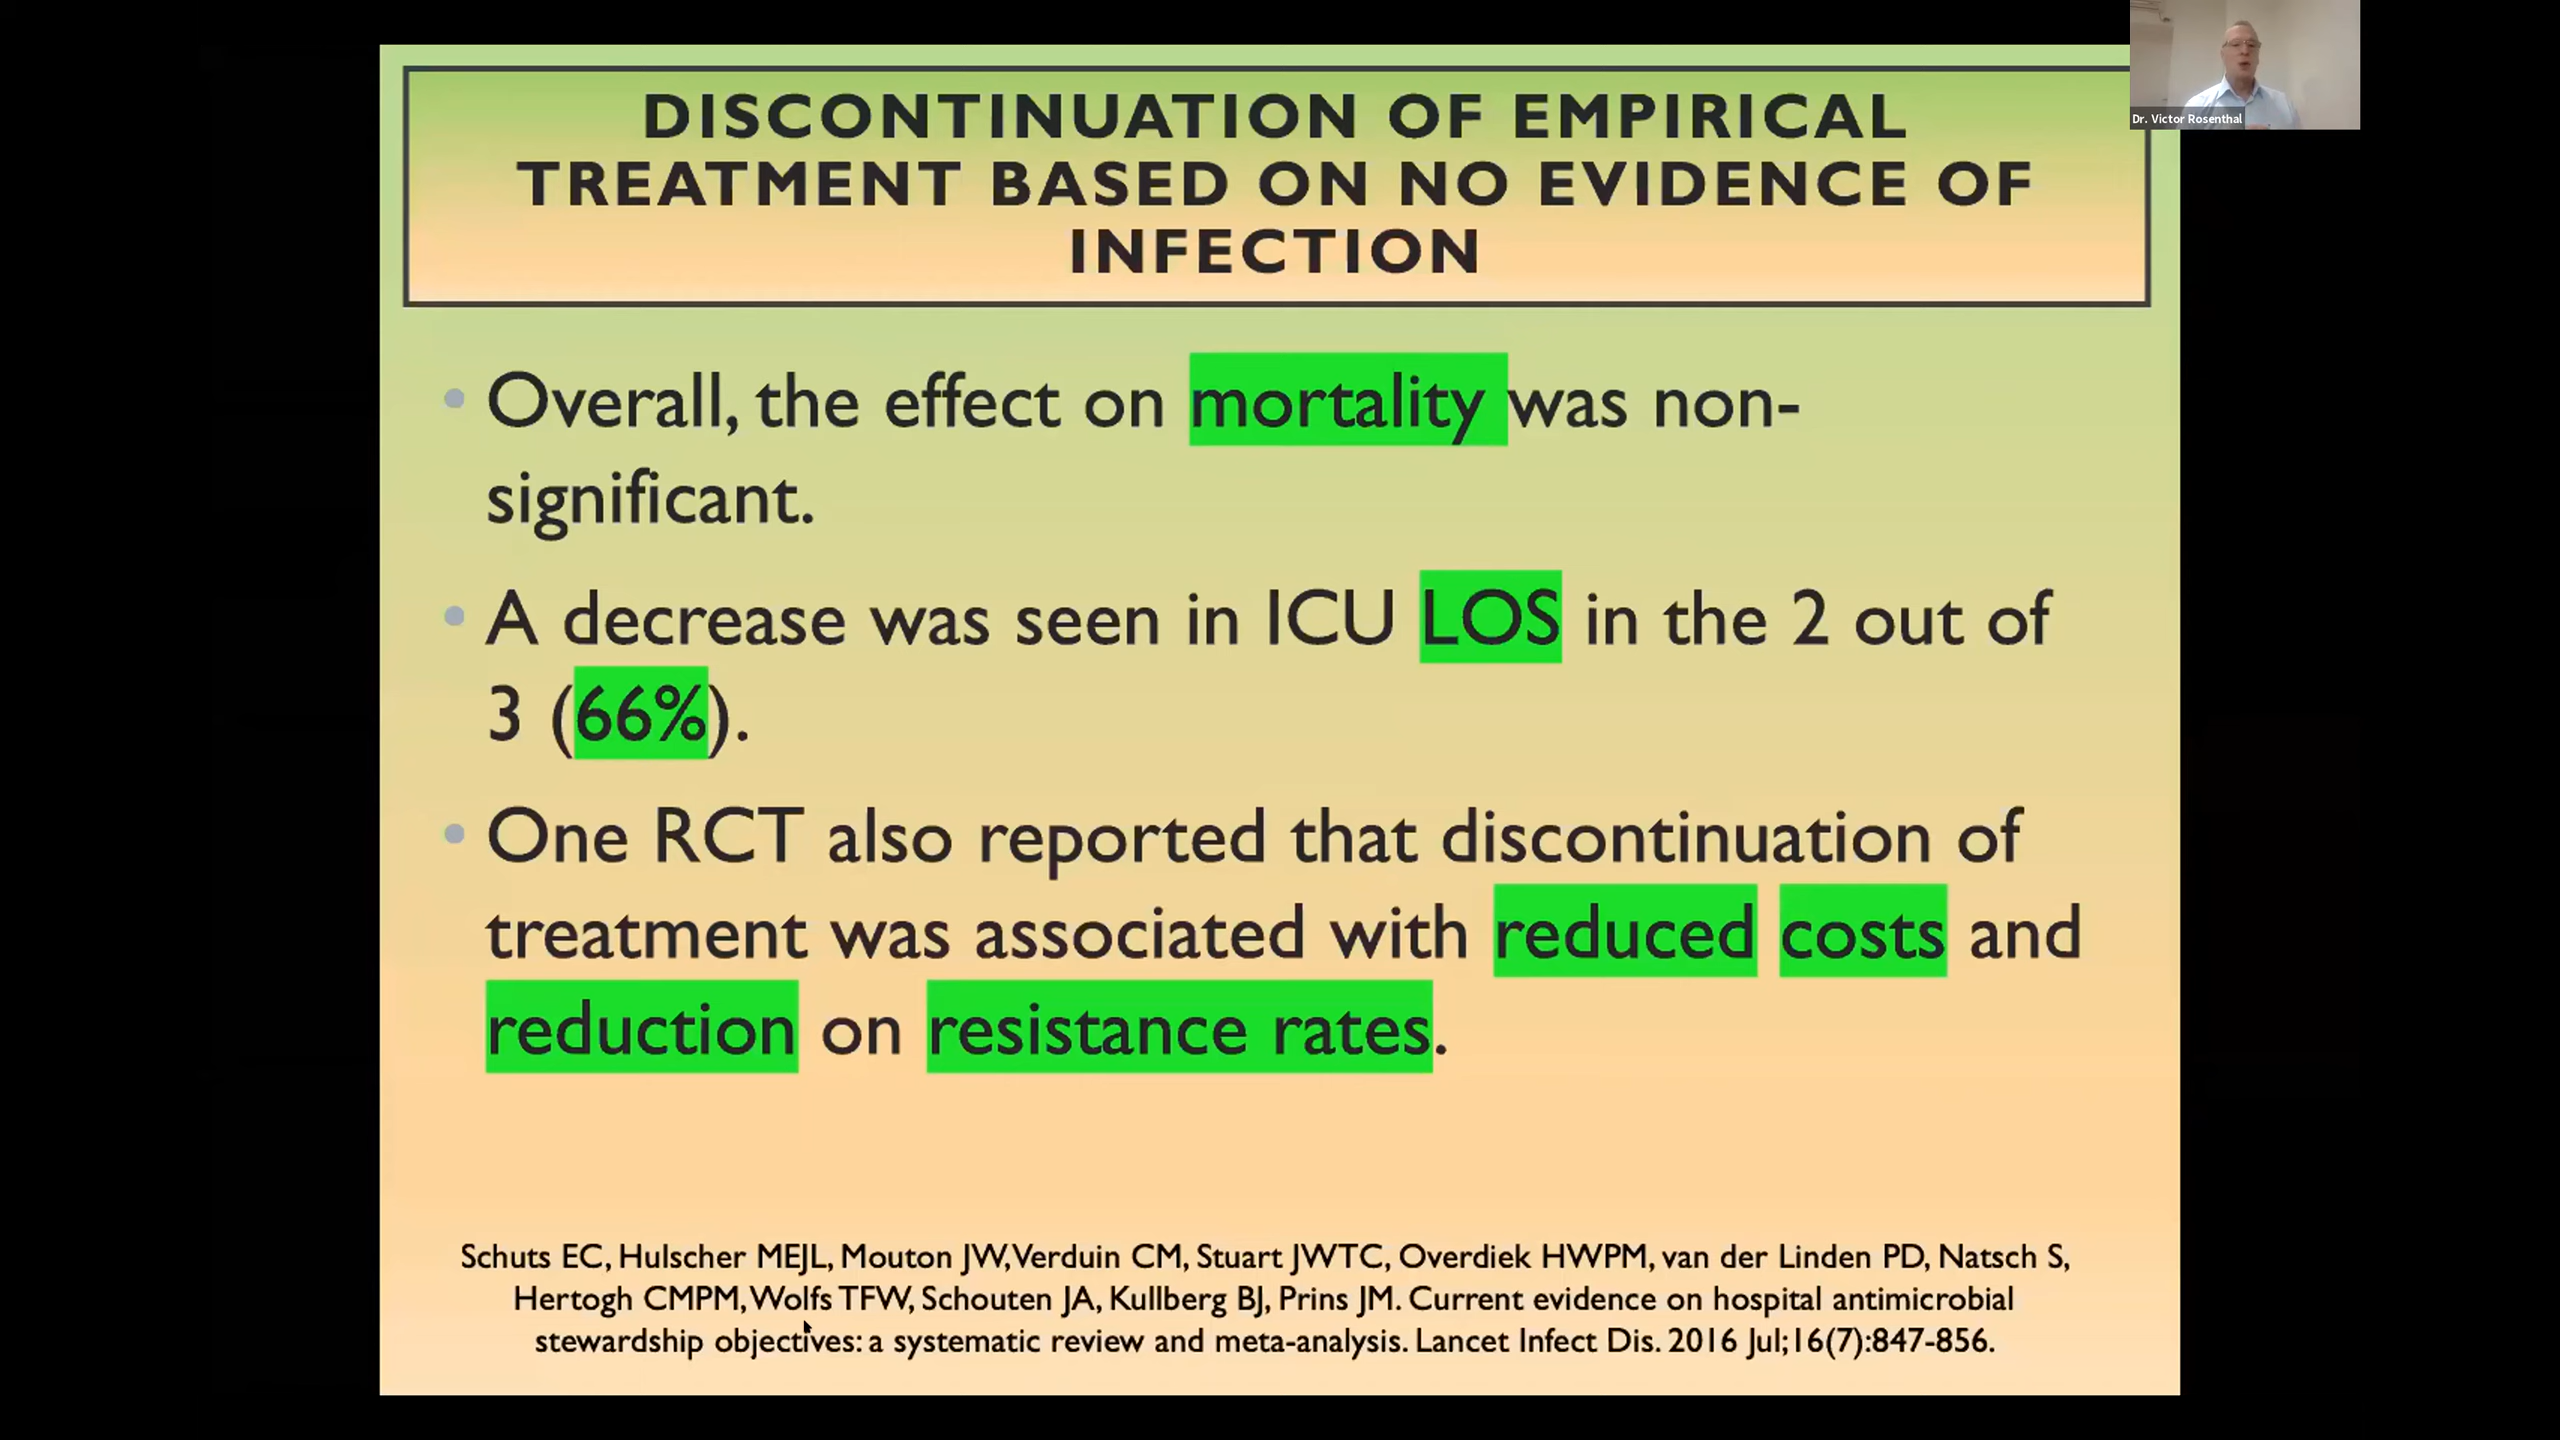 DISCONTINUATION OF EMPIRICAL
TREATMENT BASED ON NO EVIDENCE OF
INFECTION
Dr. Victor Rosenthal
• Overall, the effect on mortality was non-
significant.
• A decrease was seen in ICU LOS in the 2 out of
3 (66%).
• One RCT also reported that discontinuation of
treatment was associated with reduced costs and
reduction on resistance rates.
Schuts EC, Hulscher MEJL, Mouton JW, Verduin CM, Stuart JWTC, Overdiek HWPM, van der Linden PD, Natsch S,
Hertogh CMPM, Wolfs TFW, Schouten JA, Kullberg BJ, Prins JM. Current evidence on hospital antimicrobial
stewardship objectives: a systematic review and meta-analysis. Lancet Infect Dis. 2016 Jul;16(7):847-856.